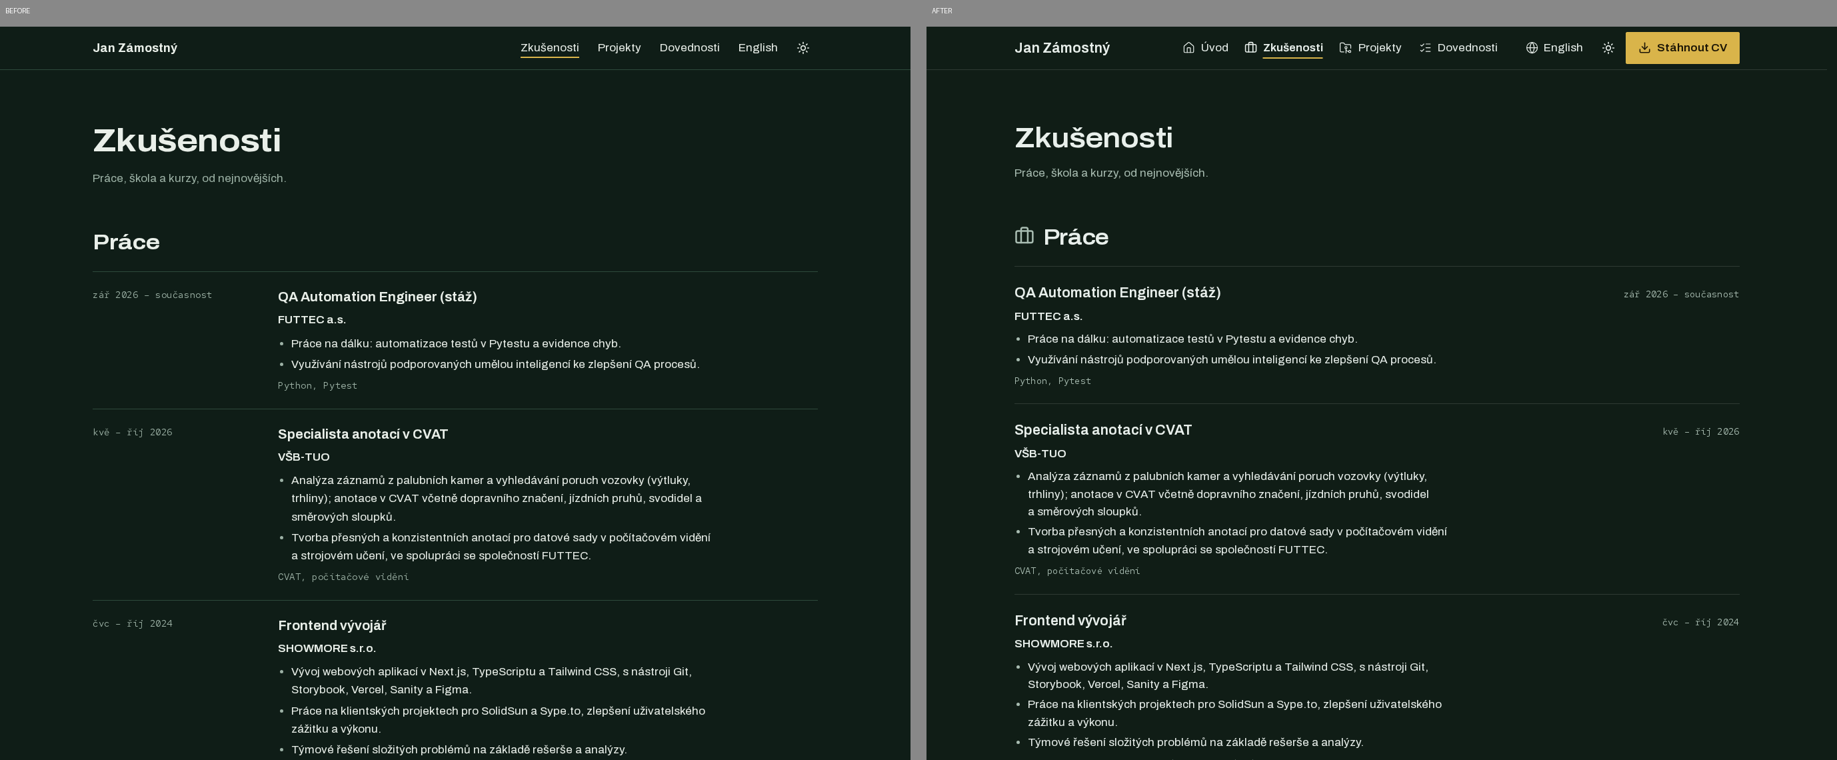 BEFORE
Jan Zámostný
Zkušenosti Projekty Dovednosti English
Zkušenosti
Práce, škola a kurzy, od nejnovějších.
Práce
zář 2026 – současnost
QA Automation Engineer (stáž)
FUTTEC a.s.
• Práce na dálku: automatizace testů v Pytestu a evidence chyb.
• Využívání nástrojů podporovaných umělou inteligencí ke zlepšení QA procesů.
Python, Pytest
kvě – říj 2026
Specialista anotací v CVAT
VŠB-TUO
• Analýza záznamů z palubních kamer a vyhledávání poruch vozovky (výtluky,
trhliny); anotace v CVAT včetně dopravního značení, jízdních pruhů, svodidel a
směrových sloupků.
• Tvorba přesných a konzistentních anotací pro datové sady v počítačovém vidění
a strojovém učení, ve spolupráci se společností FUTTEC.
CVAT, počítačové vidění
čvc – říj 2024
Frontend vývojář
SHOWMORE s.r.o.
• Vývoj webových aplikací v Next.js, TypeScriptu a Tailwind CSS, s nástroji Git,
Storybook, Vercel, Sanity a Figma.
• Práce na klientských projektech pro SolidSun a Sype.to, zlepšení uživatelského
zážitku a výkonu.
• Týmové řešení složitých problémů na základě rešerše a analýzy.
AFTER
Jan Zámostný
Úvod Zkušenosti Projekty Dovednosti English Stáhnout CV
Zkušenosti
Práce, škola a kurzy, od nejnovějších.
Práce
QA Automation Engineer (stáž)
zář 2026 – současnost
FUTTEC a.s.
• Práce na dálku: automatizace testů v Pytestu a evidence chyb.
• Využívání nástrojů podporovaných umělou inteligencí ke zlepšení QA procesů.
Python, Pytest
Specialista anotací v CVAT
kvě – říj 2026
VŠB-TUO
• Analýza záznamů z palubních kamer a vyhledávání poruch vozovky (výtluky,
trhliny); anotace v CVAT včetně dopravního značení, jízdních pruhů, svodidel
a směrových sloupků.
• Tvorba přesných a konzistentních anotací pro datové sady v počítačovém vidění
a strojovém učení, ve spolupráci se společností FUTTEC.
CVAT, počítačové vidění
Frontend vývojář
čvc – říj 2024
SHOWMORE s.r.o.
• Vývoj webových aplikací v Next.js, TypeScriptu a Tailwind CSS, s nástroji Git,
Storybook, Vercel, Sanity a Figma.
• Práce na klientských projektech pro SolidSun a Sype.to, zlepšení uživatelského
zážitku a výkonu.
• Týmové řešení složitých problémů na základě rešerše a analýzy.